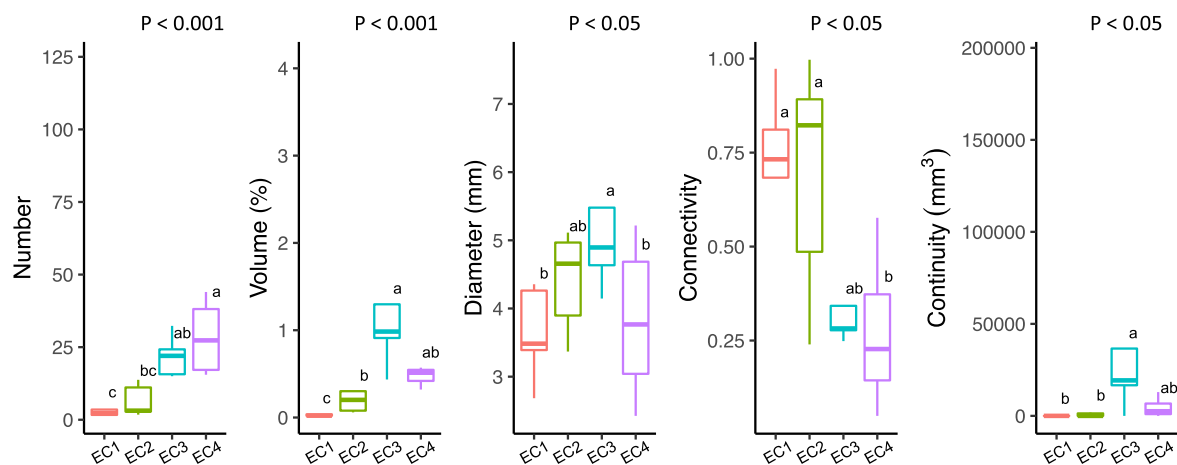 P < 0.001
Number
125
100
75
50
25
0
c
bc
ab
a
EC1 EC2 EC3 EC4
P < 0.001
Volume (%)
4
3
2
1
0
c
b
a
ab
EC1 EC2 EC3 EC4
P < 0.05
Diameter (mm)
7
6
5
4
3
b
ab
a
b
EC1 EC2 EC3 EC4
P < 0.05
Connectivity
1.00
0.75
0.50
0.25
a
a
ab
b
EC1 EC2 EC3 EC4
P < 0.05
Continuity (mm³)
200000
150000
100000
50000
0
b
b
a
ab
EC1 EC2 EC3 EC4